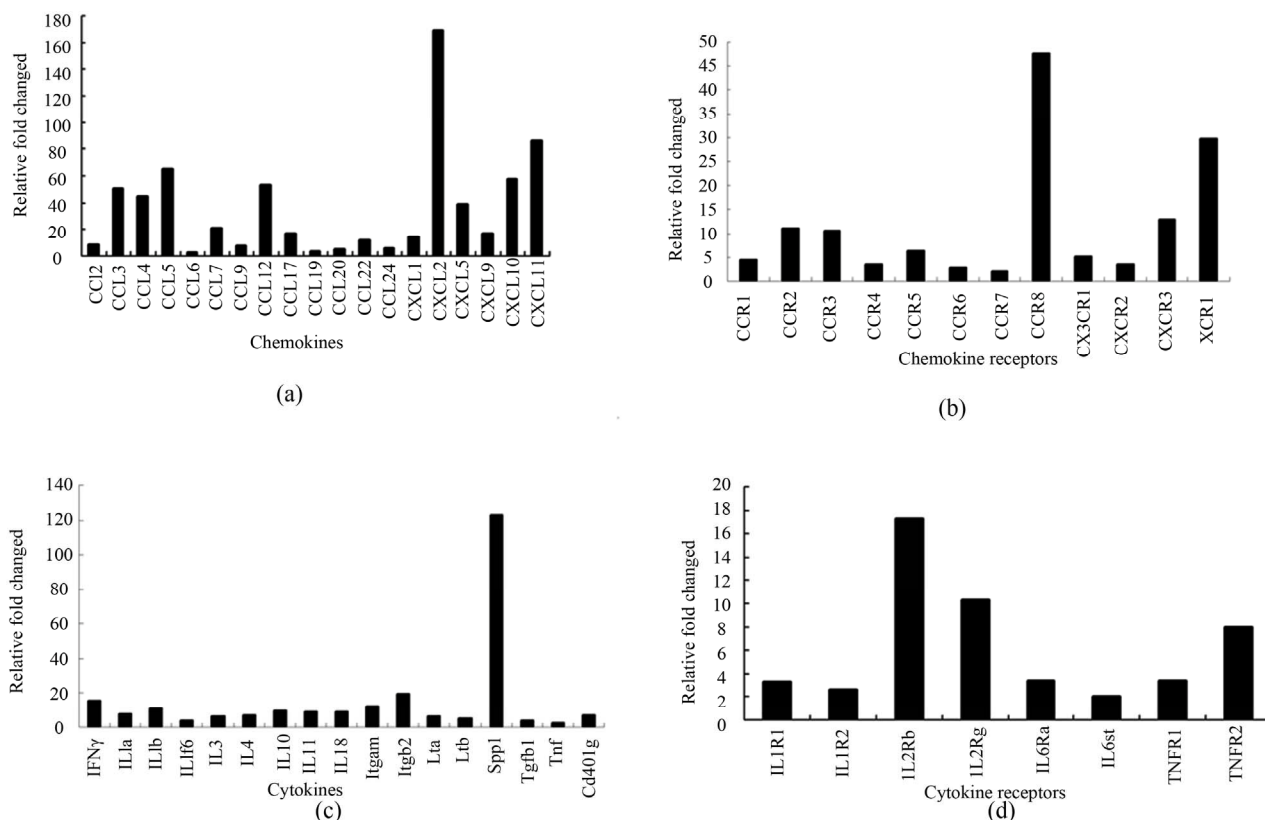 180
160
140
120
100
80
60
40
20
0
Relative fold changed
CCl2 CCL3 CCL4 CCL5 CCL6 CCL7 CCL9 CCL12 CCL17 CCL19 CCL20 CCL22 CCL24 CXCL1 CXCL2 CXCL5 CXCL9 CXCL10 CXCL11
Chemokines
(a)
50
45
40
35
30
25
20
15
10
5
0
Relative fold changed
CCR1 CCR2 CCR3 CCR4 CCR5 CCR6 CCR7 CCR8 CX3CR1 CXCR2 CXCR3 XCR1
Chemokine receptors
(b)
140
120
100
80
60
40
20
0
Relative fold changed
IFNγ ILla IL1b IL1f6 IL3 IL4 IL10 IL11 IL18 Itgam Itgb2 Lta Ltb Spp1 Tgfb1 Tnf Cd401g
Cytokines
(c)
20
18
16
14
12
10
8
6
4
2
0
Relative fold changed
IL1R1 IL1R2 1L2Rb 1L2Rg IL6Ra IL6st TNFR1 TNFR2
Cytokine receptors
(d)